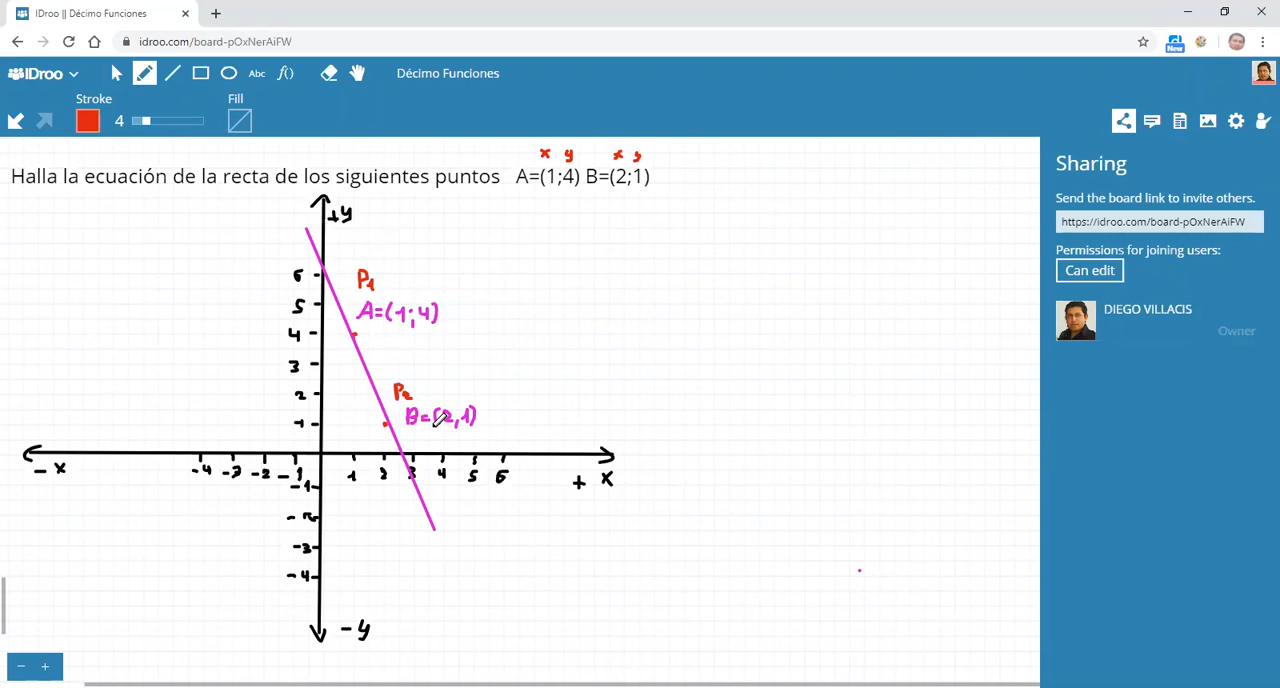 IDroo || Décimo Funciones
idroo.com/board-pOxNerAiFW
New
IDroo
Abc
f()
Décimo Funciones
Stroke
Fill
4
Sharing
Send the board link to invite others.
https://idroo.com/board-pOxNerAiFW
Permissions for joining users:
Can edit
DIEGO VILLACIS
Owner
x y x y
Halla la ecuación de la recta de los siguientes puntos A=(1;4) B=(2;1)
+y
6
P1
5
A=(1;4)
4
3
2
P2
1
B=(2,1)
-x
-4 -3 -2 -1 1 2 3 4 5 6
+ x
-1
-2
-3
-4
-y